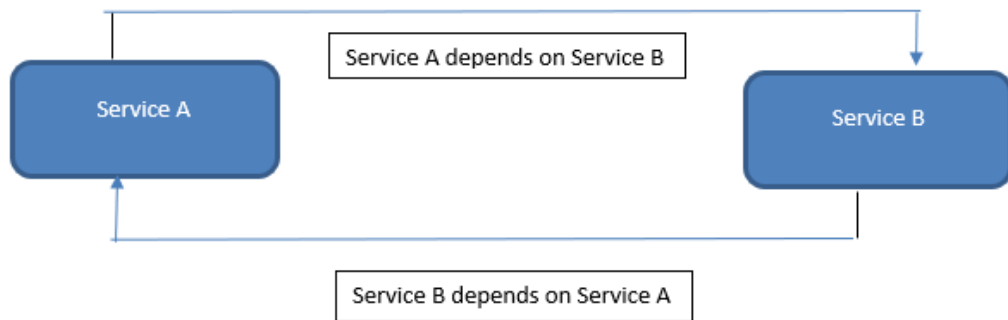 Service A depends on Service B
Service A
Service B
Service B depends on Service A